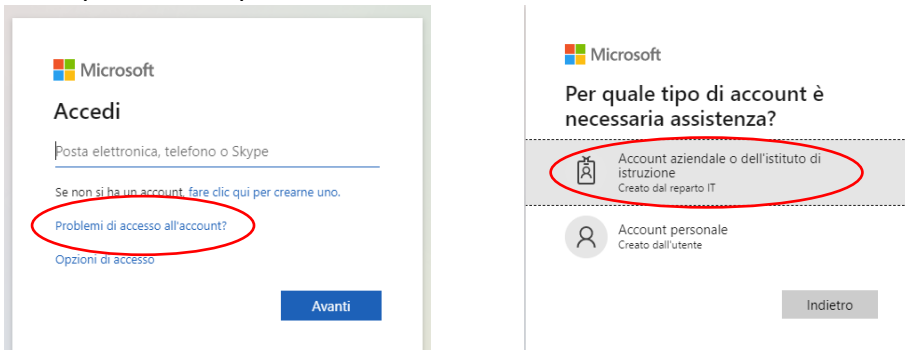 Microsoft
Accedi
Posta elettronica, telefono o Skype
Se non si ha un account, fare clic qui per crearne uno.
Problemi di accesso all'account?
Opzioni di accesso
Avanti
Microsoft
Per quale tipo di account è
necessaria assistenza?
Account aziendale o dell'istituto di
istruzione
Creato dal reparto IT
Account personale
Creato dall'utente
Indietro